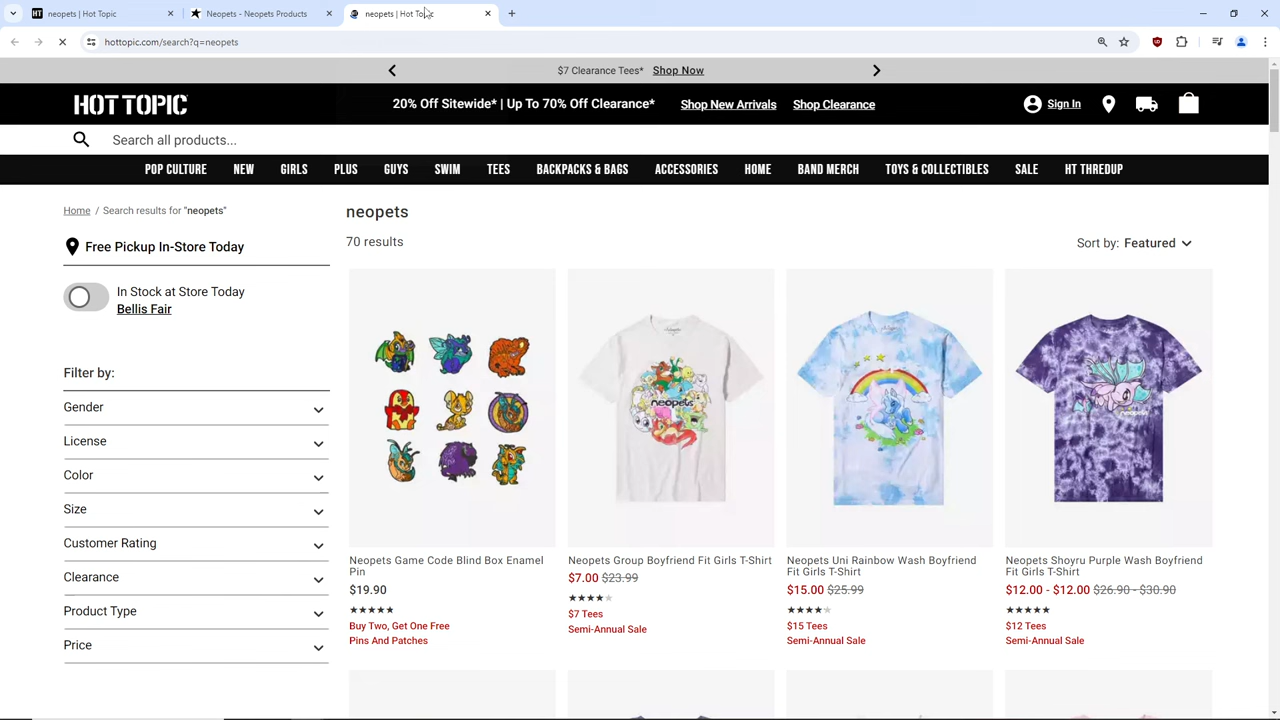 neopets | Hot Topic
Neopets - Neopets Products
neopets | Hot Topic
hottopic.com/search?q=neopets
$7 Clearance Tees* Shop Now
HOT TOPIC
20% Off Sitewide* | Up To 70% Off Clearance*
Shop New Arrivals
Shop Clearance
Sign In
Search all products...
POP CULTURE NEW GIRLS PLUS GUYS SWIM TEES BACKPACKS & BAGS ACCESSORIES HOME BAND MERCH TOYS & COLLECTIBLES SALE HT THREDUP
Home / Search results for "neopets"
Free Pickup In-Store Today
In Stock at Store Today
Bellis Fair
Filter by:
Gender
License
Color
Size
Customer Rating
Clearance
Product Type
Price
neopets
70 results
Sort by: Featured
Neopets Game Code Blind Box Enamel
Pin
$19.90
Buy Two, Get One Free
Pins And Patches
neopets
Neopets Group Boyfriend Fit Girls T-Shirt
$7.00 $23.99
$7 Tees
Semi-Annual Sale
Neopets Uni Rainbow Wash Boyfriend
Fit Girls T-Shirt
$15.00 $25.99
$15 Tees
Semi-Annual Sale
neopets
Neopets Shoyru Purple Wash Boyfriend
Fit Girls T-Shirt
$12.00 - $12.00 $26.90 - $30.90
$12 Tees
Semi-Annual Sale